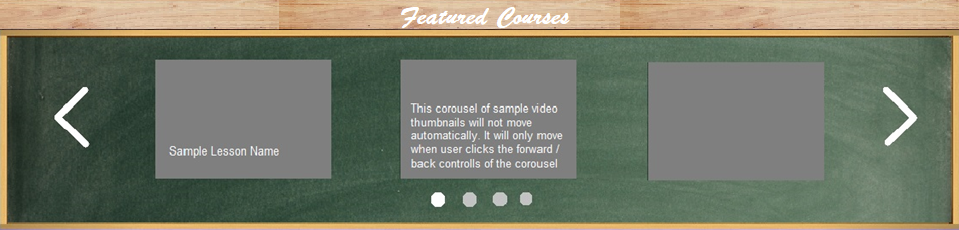 Featured Courses
Sample Lesson Name
This corousel of sample video
thumbnails will not move
automatically. It will only move
when user clicks the forward /
back controlls of the corousel